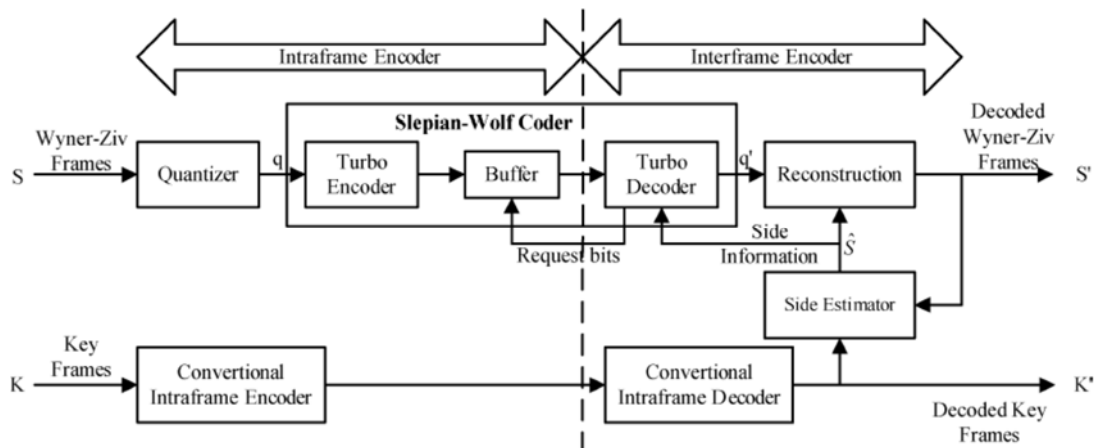 Intraframe Encoder
Interframe Encoder
Slepian-Wolf Coder
Decoded
Wyner-Ziv
Frames
Wyner-Ziv
Frames
S
Quantizer
q
Turbo
Encoder
Buffer
Turbo
Decoder
q'
Reconstruction
S'
Request bits
Side
Information
Ŝ
Side Estimator
Key
Frames
K
Convertional
Intraframe Encoder
Convertional
Intraframe Decoder
K'
Decoded Key
Frames